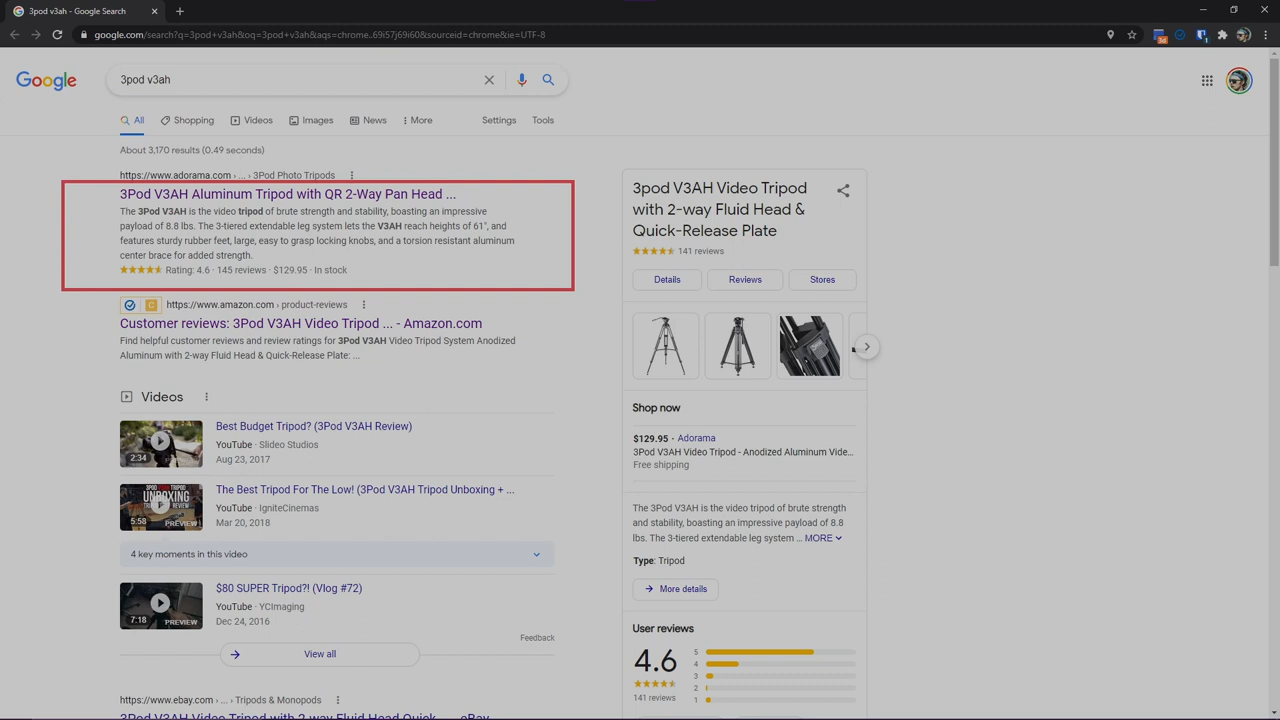 3pod v3ah - Google Search
google.com/search?q=3pod+v3ah&oq=3pod+v3ah&aqs=chrome..69i57j69i60&sourceid=chrome&ie=UTF-8
Google
3pod v3ah
All
Shopping
Videos
Images
News
More
Settings
Tools
About 3,170 results (0.49 seconds)
https://www.adorama.com › ... › 3Pod Photo Tripods
3Pod V3AH Aluminum Tripod with QR 2-Way Pan Head ...
The 3Pod V3AH is the video tripod of brute strength and stability, boasting an impressive
payload of 8.8 lbs. The 3-tiered extendable leg system lets the V3AH reach heights of 61", and
features sturdy rubber feet, large, easy to grasp locking knobs, and a torsion resistant aluminum
center brace for added strength.
Rating: 4.6 · 145 reviews · $129.95 · In stock
https://www.amazon.com › product-reviews
Customer reviews: 3Pod V3AH Video Tripod ... - Amazon.com
Find helpful customer reviews and review ratings for 3Pod V3AH Video Tripod System Anodized
Aluminum with 2-way Fluid Head & Quick-Release Plate: ...
Videos
Best Budget Tripod? (3Pod V3AH Review)
YouTube · Slideo Studios
Aug 23, 2017
2:34
The Best Tripod For The Low! (3Pod V3AH Tripod Unboxing + ...
YouTube · IgniteCinemas
Mar 20, 2018
UNBOXING
5:58
PREVIEW
4 key moments in this video
$80 SUPER Tripod?! (Vlog #72)
YouTube · YCImaging
Dec 24, 2016
7:18
PREVIEW
Feedback
View all
https://www.ebay.com › ... › Tripods & Monopods
3Pod V3AH Video Tripod with 2-way Fluid Head Quick ... - eBay
3pod V3AH Video Tripod
with 2-way Fluid Head &
Quick-Release Plate
141 reviews
Details
Reviews
Stores
Shop now
$129.95 · Adorama
3Pod V3AH Video Tripod - Anodized Aluminum Vide...
Free shipping
The 3Pod V3AH is the video tripod of brute strength
and stability, boasting an impressive payload of 8.8
lbs. The 3-tiered extendable leg system ... MORE
Type: Tripod
More details
User reviews
4.6
141 reviews
5
4
3
2
1